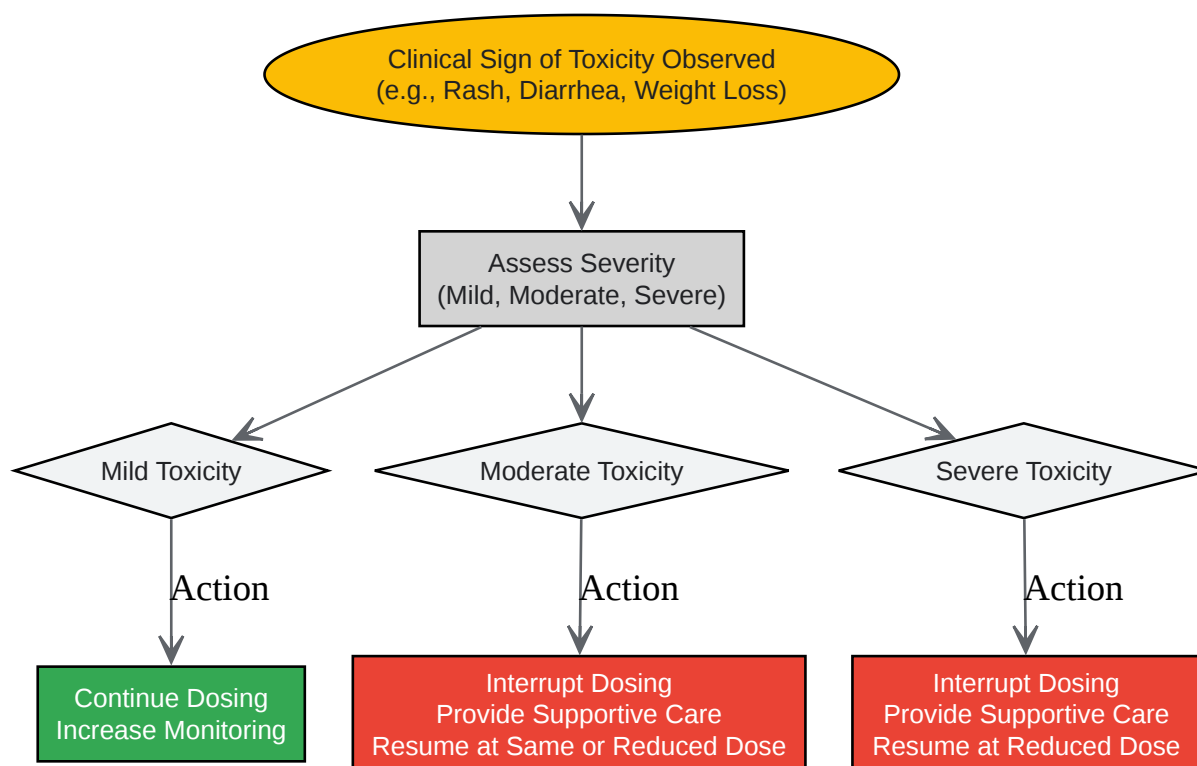 Clinical Sign of Toxicity Observed
(e.g., Rash, Diarrhea, Weight Loss)
Assess Severity
(Mild, Moderate, Severe)
Mild Toxicity
Moderate Toxicity
Severe Toxicity
Action
Action
Action
Continue Dosing
Increase Monitoring
Interrupt Dosing
Provide Supportive Care
Resume at Same or Reduced Dose
Interrupt Dosing
Provide Supportive Care
Resume at Reduced Dose